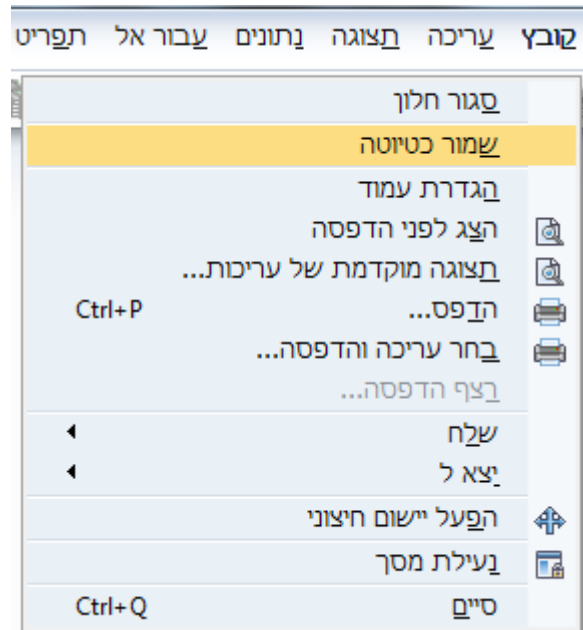 קובץ עריכה תצוגה נתונים עבור אל תפריט
סגור חלון
שמור כטיוטה
הגדרת עמוד
הצג לפני הדפסה
תצוגה מוקדמת של עריכות...
הדפס... Ctrl+P
בחר עריכה והדפסה...
רצף הדפסה...
שלח
יצא ל
הפעל יישום חיצוני
נעילת מסך
סיים Ctrl+Q